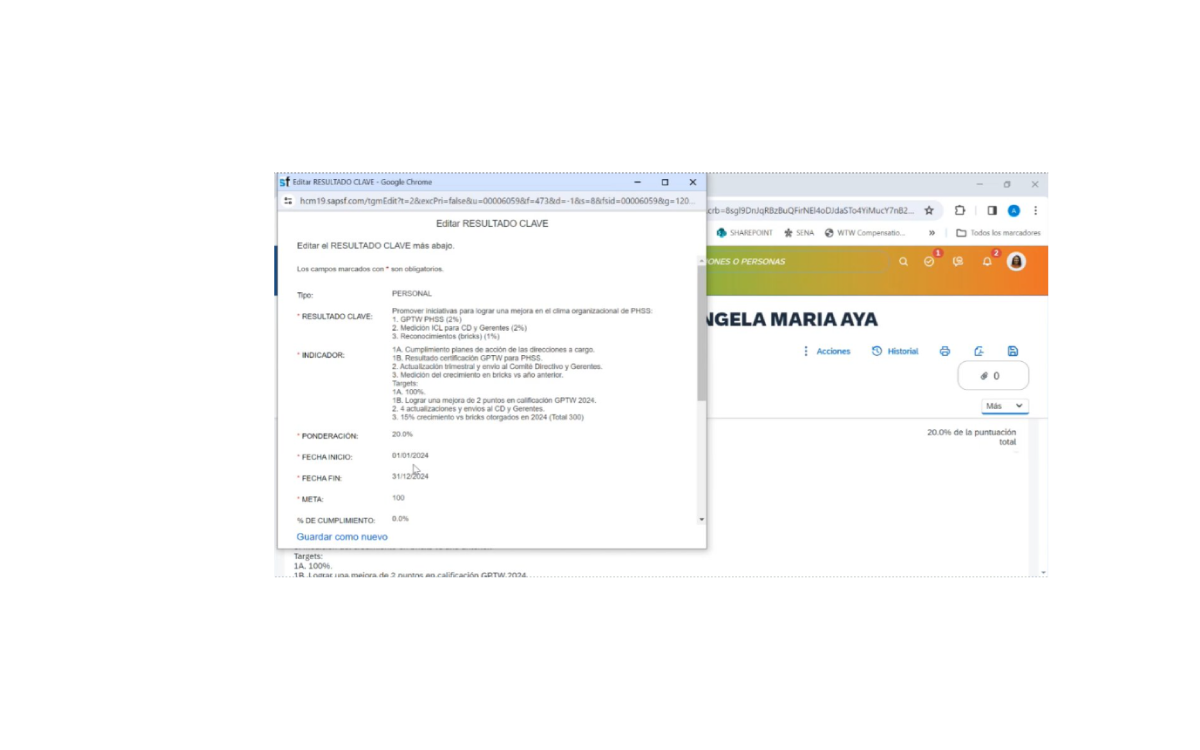 Editar RESULTADO CLAVE - Google Chrome
hcm19.sapsf.com/tgmEdit?t=2&excPri=false&u=00006059&f=473&d=-1&s=8&fsid=00006059&g=120...
Editar RESULTADO CLAVE
Editar el RESULTADO CLAVE más abajo.
Los campos marcados con * son obligatorios.
Tipo: PERSONAL
* RESULTADO CLAVE: Promover iniciativas para lograr una mejora en el clima organizacional de PHSS:
1. GPTW PHSS (2%)
2. Medición ICL para CD y Gerentes (2%)
3. Reconocimientos (bricks) (1%)
* INDICADOR: 1A. Cumplimiento planes de acción de las direcciones a cargo.
1B. Resultado certificación GPTW para PHSS.
2. Actualización trimestral y envío al Comité Directivo y Gerentes.
3. Medición del crecimiento en bricks vs año anterior.
Targets:
1A. 100%.
1B. Lograr una mejora de 2 puntos en calificación GPTW 2024.
2. 4 actualizaciones y envíos al CD y Gerentes.
3. 15% crecimiento vs bricks otorgados en 2024 (Total 300)
* PONDERACIÓN: 20.0%
* FECHA INICIO: 01/01/2024
* FECHA FIN: 31/12/2024
* META: 100
% DE CUMPLIMIENTO: 0.0%
Guardar como nuevo
Targets:
1A. 100%.
1B. Lograr una mejora de 2 puntos en calificación GPTW 2024.
SHAREPOINT SENA WTW Compensatio... » Todos los marcadores
IONES O PERSONAS
1
2
NGELA MARIA AYA
Acciones Historial
0
Más
20.0% de la puntuación
total